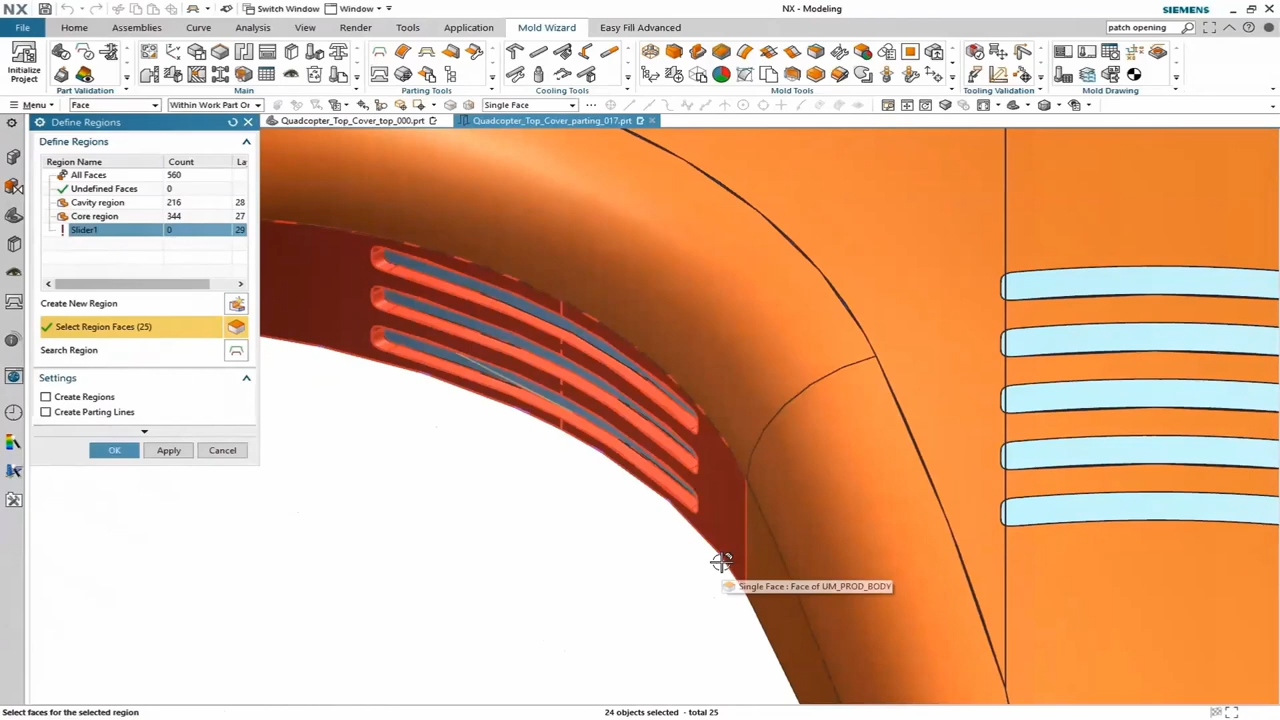 NX
Switch Window
Window
NX - Modeling
SIEMENS
File
Home
Assemblies
Curve
Analysis
View
Render
Tools
Application
Mold Wizard
Easy Fill Advanced
patch opening
Initialize
Project
Part Validation
Main
Parting Tools
Cooling Tools
Mold Tools
Tooling Validation
Mold Drawing
Menu
Face
Within Work Part Or
Single Face
Define Regions
Quadcopter_Top_Cover_top_000.prt
Quadcopter_Top_Cover_parting_017.prt
Define Regions
Region Name Count La
All Faces 560
Undefined Faces 0
Cavity region 216 28
Core region 344 27
Slider1 0 29
Create New Region
Select Region Faces (25)
Search Region
Settings
Create Regions
Create Parting Lines
OK Apply Cancel
Single Face : Face of UM_PROD_BODY
Select faces for the selected region
24 objects selected - total 25